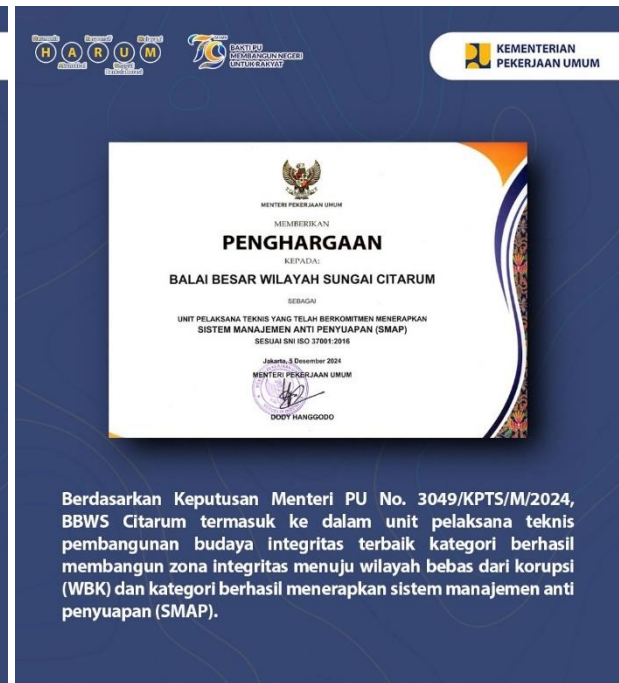 HARUM
BAKTI PU
MEMBANGUN NEGERI
UNTUK RAKYAT
KEMENTERIAN
PEKERJAAN UMUM
MENTERI PEKERJAAN UMUM
MEMBERIKAN
PENGHARGAAN
KEPADA:
BALAI BESAR WILAYAH SUNGAI CITARUM
SEBAGAI
UNIT PELAKSANA TEKNIS YANG TELAH BERKOMITMEN MENERAPKAN
SISTEM MANAJEMEN ANTI PENYUAPAN (SMAP)
SESUAI SNI ISO 37001:2016
Jakarta, 5 Desember 2024
MENTERI PEKERJAAN UMUM
DODY HANGGODO
Berdasarkan Keputusan Menteri PU No. 3049/KPTS/M/2024,
BBWS Citarum termasuk ke dalam unit pelaksana teknis
pembangunan budaya integritas terbaik kategori berhasil
membangun zona integritas menuju wilayah bebas dari korupsi
(WBK) dan kategori berhasil menerapkan sistem manajemen anti
penyuapan (SMAP).